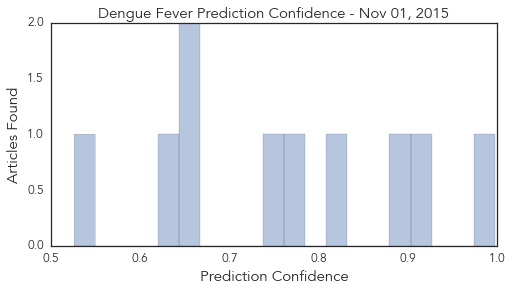 Dengue Fever Prediction Confidence - Nov 01, 2015
2.0
1.5
1.0
0.5
0.0
Articles Found
0.5 0.6 0.7 0.8 0.9 1.0
Prediction Confidence